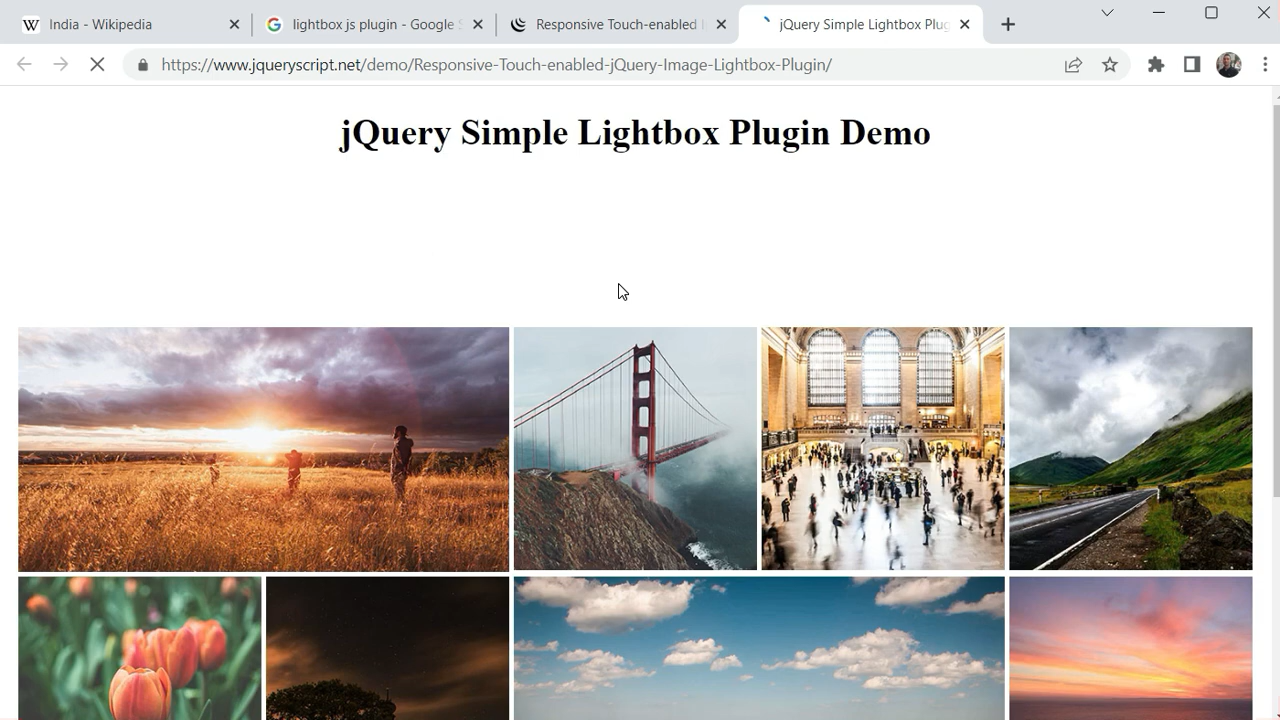 India - Wikipedia
lightbox js plugin - Google S
Responsive Touch-enabled
jQuery Simple Lightbox Plug
https://www.jqueryscript.net/demo/Responsive-Touch-enabled-jQuery-Image-Lightbox-Plugin/
jQuery Simple Lightbox Plugin Demo